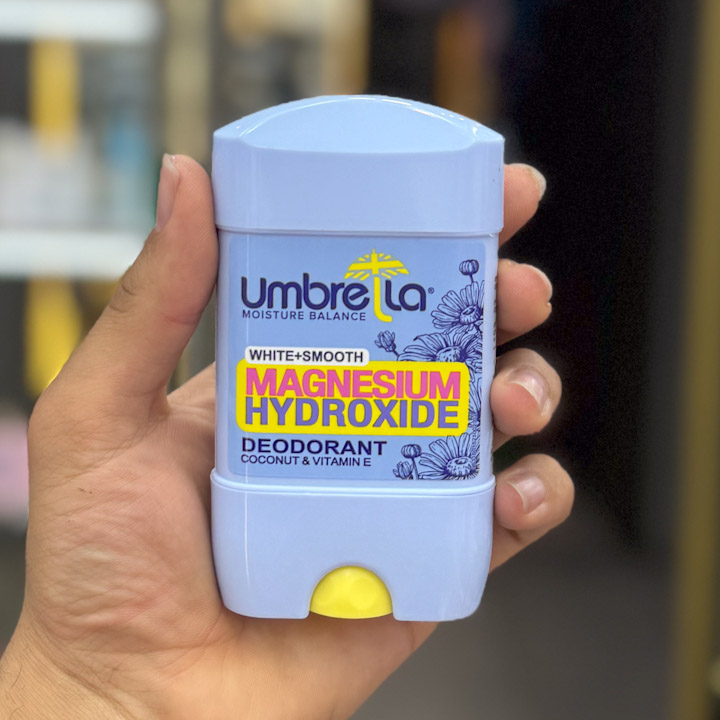 umbrella®
MOISTURE BALANCE
WHITE+SMOOTH
MAGNESIUM
HYDROXIDE
DEODORANT
COCONUT & VITAMIN E